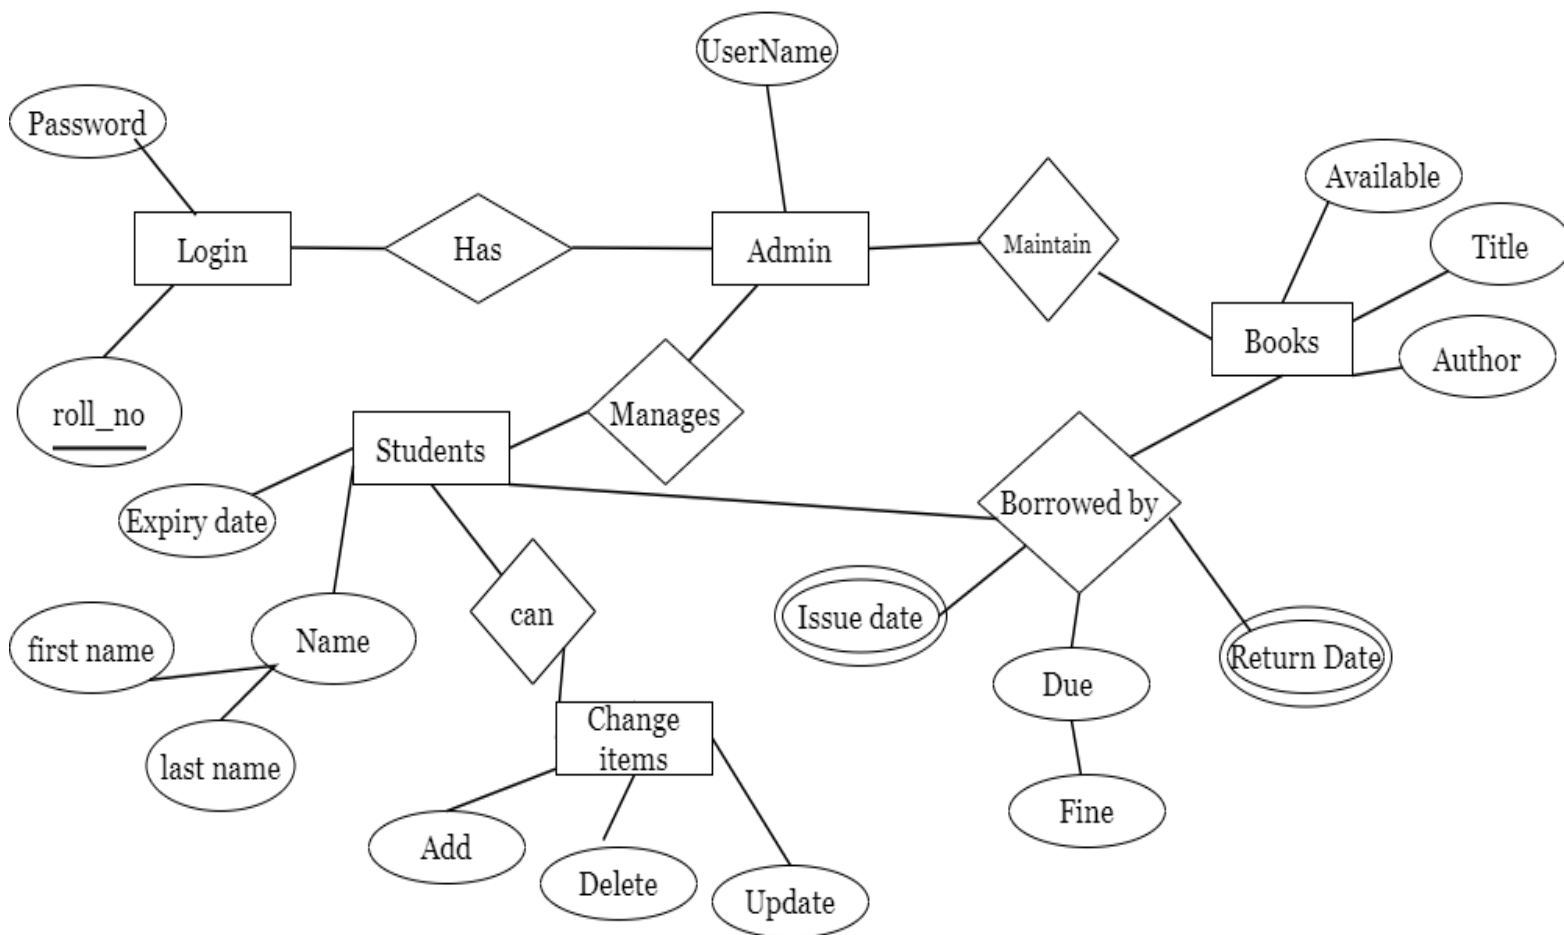 UserName
Password
Available
Login
Has
Admin
Maintain
Title
Books
Author
roll_no
Manages
Students
Borrowed by
Expiry date
Issue date
can
first name
Name
Return Date
Due
Change
items
last name
Fine
Add
Delete
Update